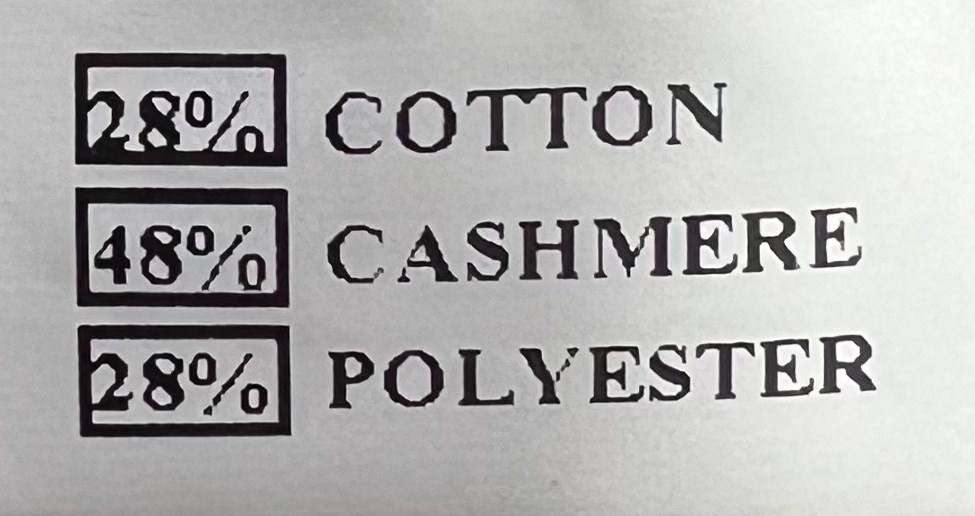 28% COTTON
48% CASHMERE
28% POLYESTER